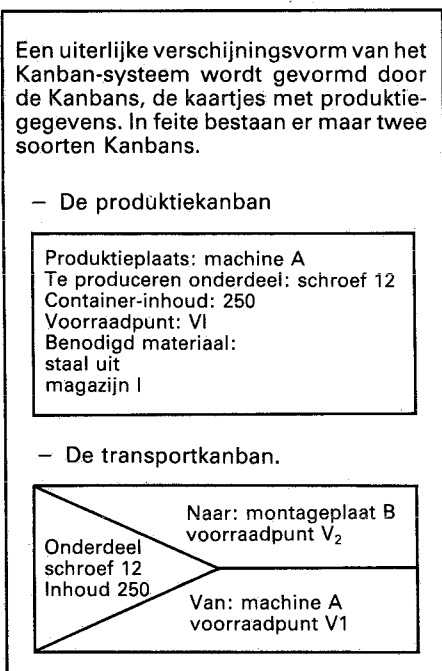 Een uiterlijke verschijningsvorm van het
Kanban-systeem wordt gevormd door
de Kanbans, de kaartjes met produktie-
gegevens. In feite bestaan er maar twee
soorten Kanbans.
– De produktiekanban
Produktieplaats: machine A
Te produceren onderdeel: schroef 12
Container-inhoud: 250
Voorraadpunt: VI
Benodigd materiaal:
staal uit
magazijn I
– De transportkanban.
Onderdeel
schroef 12
Inhoud 250
Naar: montageplaat B
voorraadpunt V₂
Van: machine A
voorraadpunt V1